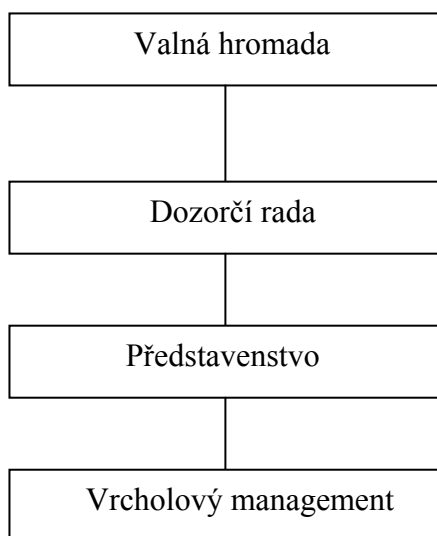 Valná hromada
Dozorčí rada
Představenstvo
Vrcholový management